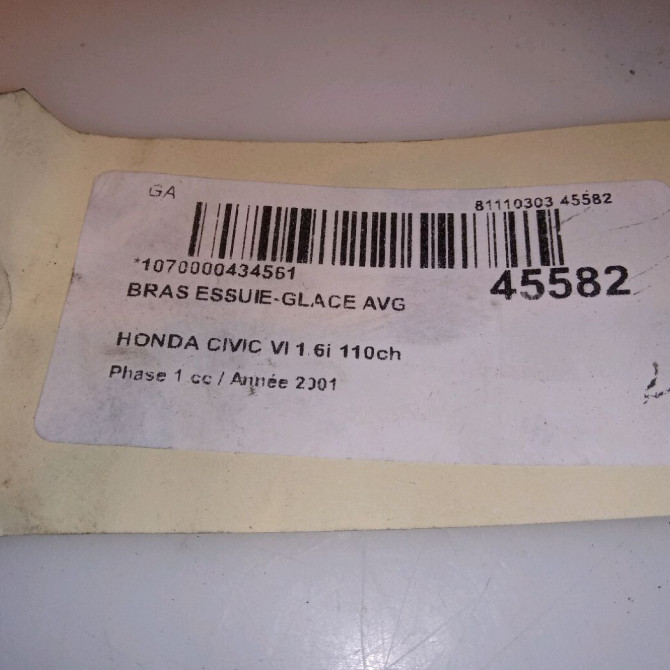 GA
81110303 45582
*1070000434561
45582
BRAS ESSUIE-GLACE AVG
HONDA CIVIC VI 1.6i 110ch
Phase 1 cc / Année 2001